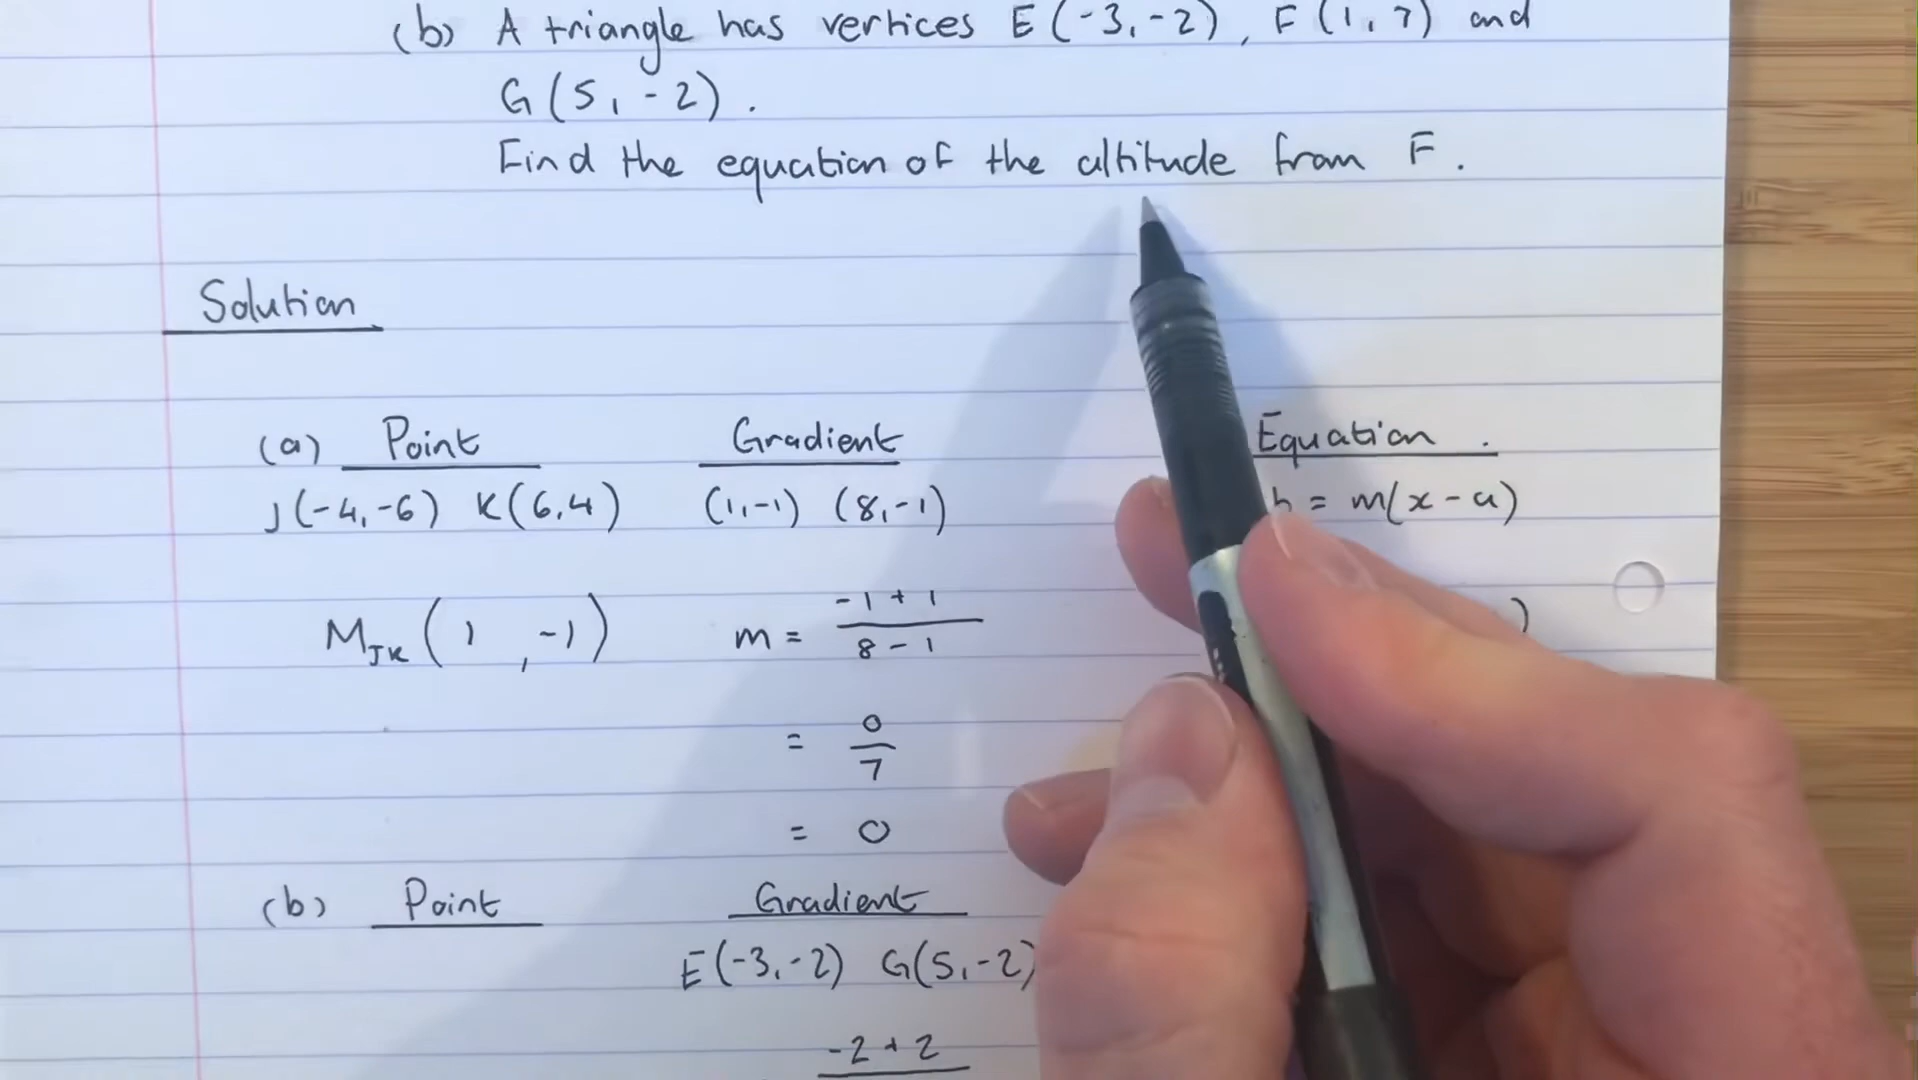 (b) A triangle has vertices E(-3,-2), F(1,7) and
G(5,-2).
Find the equation of the altitude from F.
Solution
(a) Point Gradient Equation .
J(-4,-6) K(6,4) (1,-1) (8,-1) b = m(x-a)
M_JK (1 , -1) m = -1 + 1 / 8 - 1 )
= 0/7
= 0
(b) Point Gradient
E(-3,-2) G(5,-2)
-2 + 2